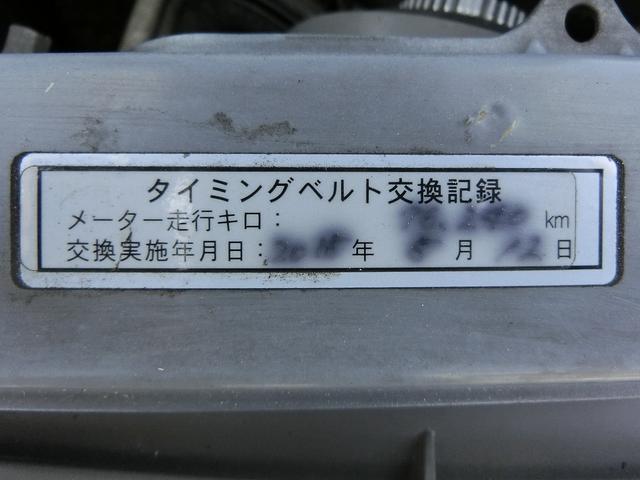 タイミングベルト交換記録
メーター走行キロ： km
交換実施年月日： 年 月 日